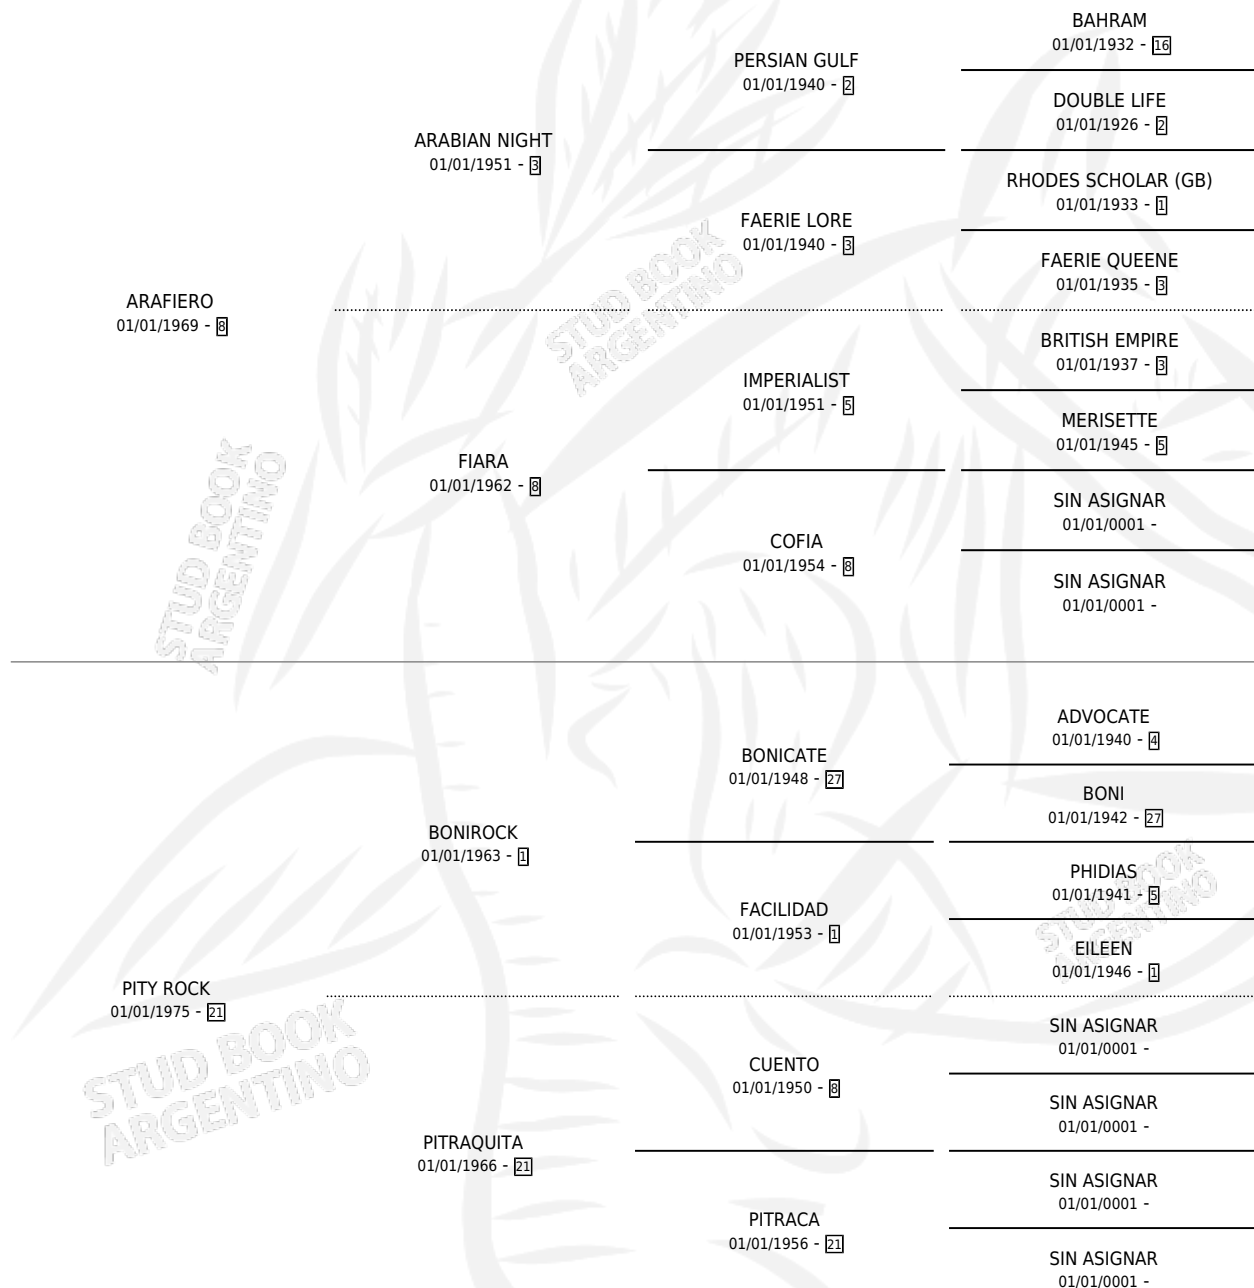 BAHRAM
01/01/1932 - 16
PERSIAN GULF
01/01/1940 - 2
DOUBLE LIFE
01/01/1926 - 2
ARABIAN NIGHT
01/01/1951 - 3
RHODES SCHOLAR (GB)
01/01/1933 - 1
FAERIE LORE
01/01/1940 - 3
FAERIE QUEENE
01/01/1935 - 3
ARAFIERO
01/01/1969 - 8
BRITISH EMPIRE
01/01/1937 - 3
IMPERIALIST
01/01/1951 - 5
MERISETTE
01/01/1945 - 5
FIARA
01/01/1962 - 8
SIN ASIGNAR
01/01/0001 -
COFIA
01/01/1954 - 8
SIN ASIGNAR
01/01/0001 -
ADVOCATE
01/01/1940 - 4
BONICATE
01/01/1948 - 27
BONI
01/01/1942 - 27
BONIROCK
01/01/1963 - 1
PHIDIAS
01/01/1941 - 5
FACILIDAD
01/01/1953 - 1
EILEEN
01/01/1946 - 1
PITY ROCK
01/01/1975 - 21
SIN ASIGNAR
01/01/0001 -
CUENTO
01/01/1950 - 8
SIN ASIGNAR
01/01/0001 -
PITRAQUITA
01/01/1966 - 21
SIN ASIGNAR
01/01/0001 -
PITRACA
01/01/1956 - 21
SIN ASIGNAR
01/01/0001 -
STUD BOOK
ARGENTINO
STUD BOOK
ARGENTINO
STUD BOOK
ARGENTINO
STUD BOOK
ARGENTINO